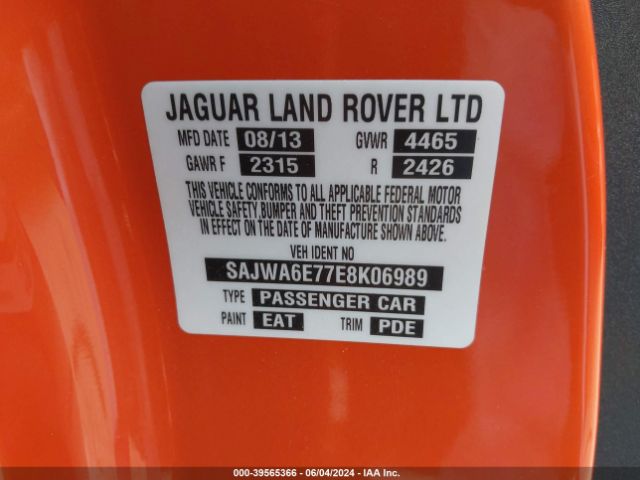 JAGUAR LAND ROVER LTD
MFD DATE 08/13 GVWR 4465
GAWR F 2315 R 2426
THIS VEHICLE CONFORMS TO ALL APPLICABLE FEDERAL MOTOR
VEHICLE SAFETY,BUMPER AND THEFT PREVENTION STANDARDS
IN EFFECT ON THE DATE OF MANUFACTURE SHOWN ABOVE.
VEH IDENT NO
SAJWA6E77E8K06989
TYPE PASSENGER CAR
PAINT EAT TRIM PDE
000-39565366 - 06/04/2024 - IAA Inc.